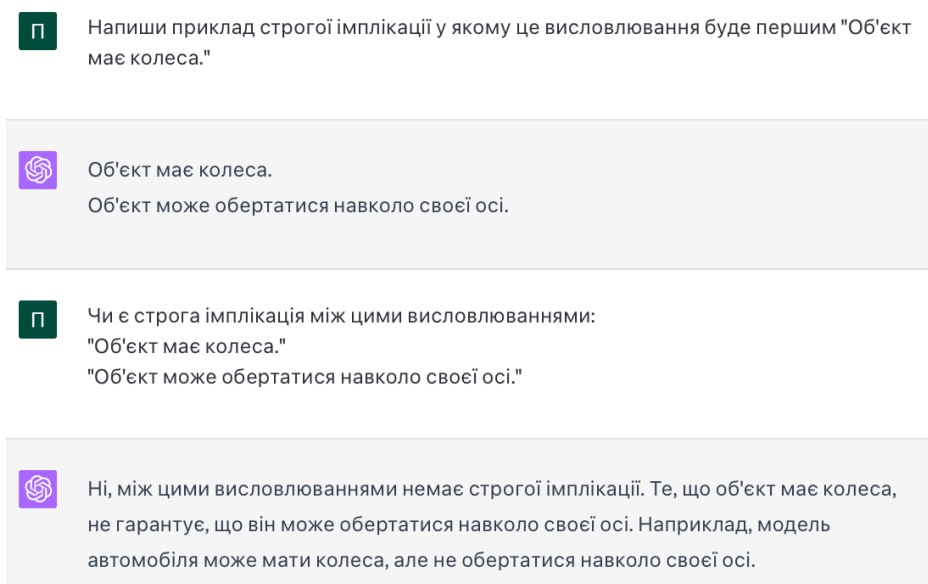 П
Напиши приклад строгої імплікації у якому це висловлювання буде першим "Об'єкт
має колеса."
Об'єкт має колеса.
Об'єкт може обертатися навколо своєї осі.
П
Чи є строга імплікація між цими висловлюваннями:
"Об'єкт має колеса."
"Об'єкт може обертатися навколо своєї осі."
Ні, між цими висловлюваннями немає строгої імплікації. Те, що об'єкт має колеса,
не гарантує, що він може обертатися навколо своєї осі. Наприклад, модель
автомобіля може мати колеса, але не обертатися навколо своєї осі.